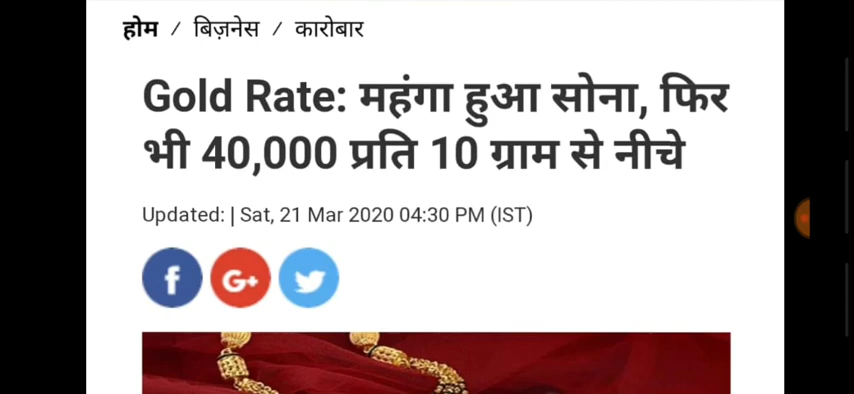 होम / बिज़नेस / कारोबार
Gold Rate: महंगा हुआ सोना, फिर
भी 40,000 प्रति 10 ग्राम से नीचे
Updated: | Sat, 21 Mar 2020 04:30 PM (IST)
f G+